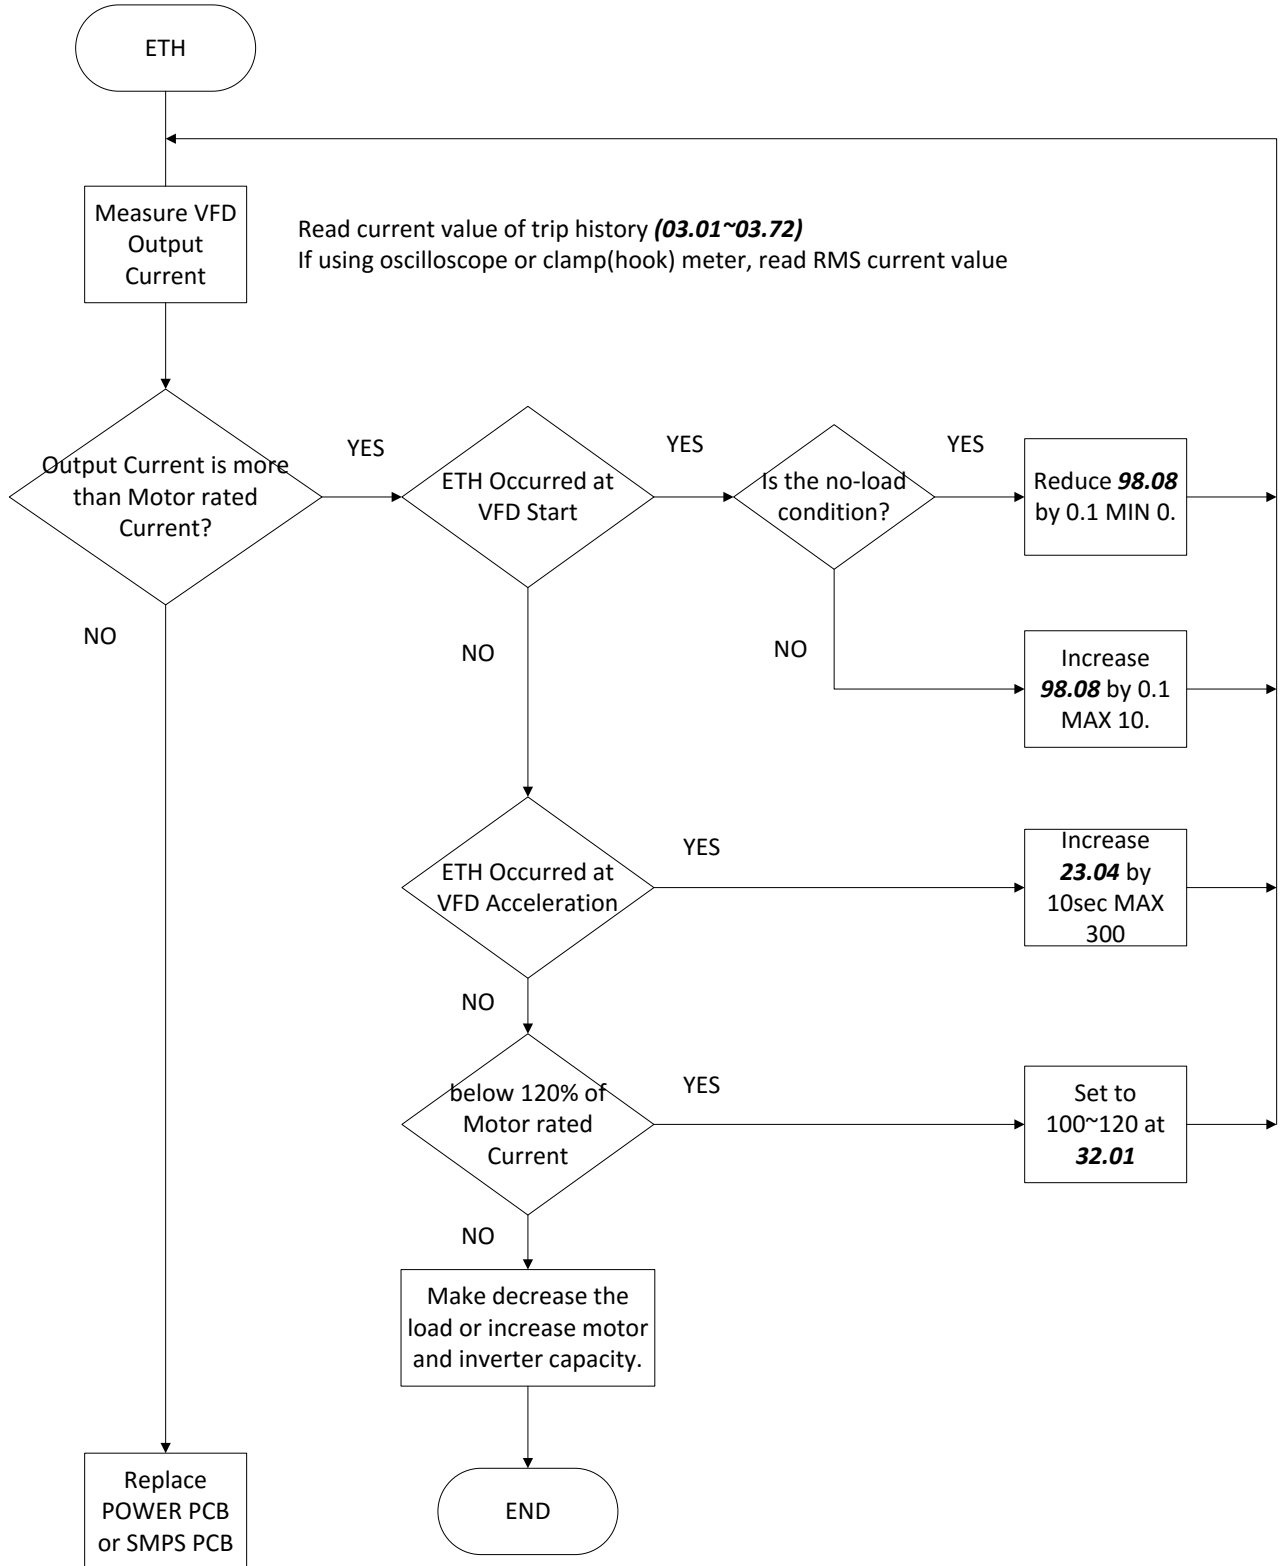 ETH
Measure VFD
Output
Current
Read current value of trip history (03.01~03.72)
If using oscilloscope or clamp(hook) meter, read RMS current value
Output Current is more
than Motor rated
Current?
YES
ETH Occurred at
VFD Start
YES
Is the no-load
condition?
YES
Reduce 98.08
by 0.1 MIN 0.
NO
NO
NO
Increase
98.08 by 0.1
MAX 10.
ETH Occurred at
VFD Acceleration
YES
Increase
23.04 by
10sec MAX
300
NO
below 120% of
Motor rated
Current
YES
Set to
100~120 at
32.01
NO
Make decrease the
load or increase motor
and inverter capacity.
Replace
POWER PCB
or SMPS PCB
END